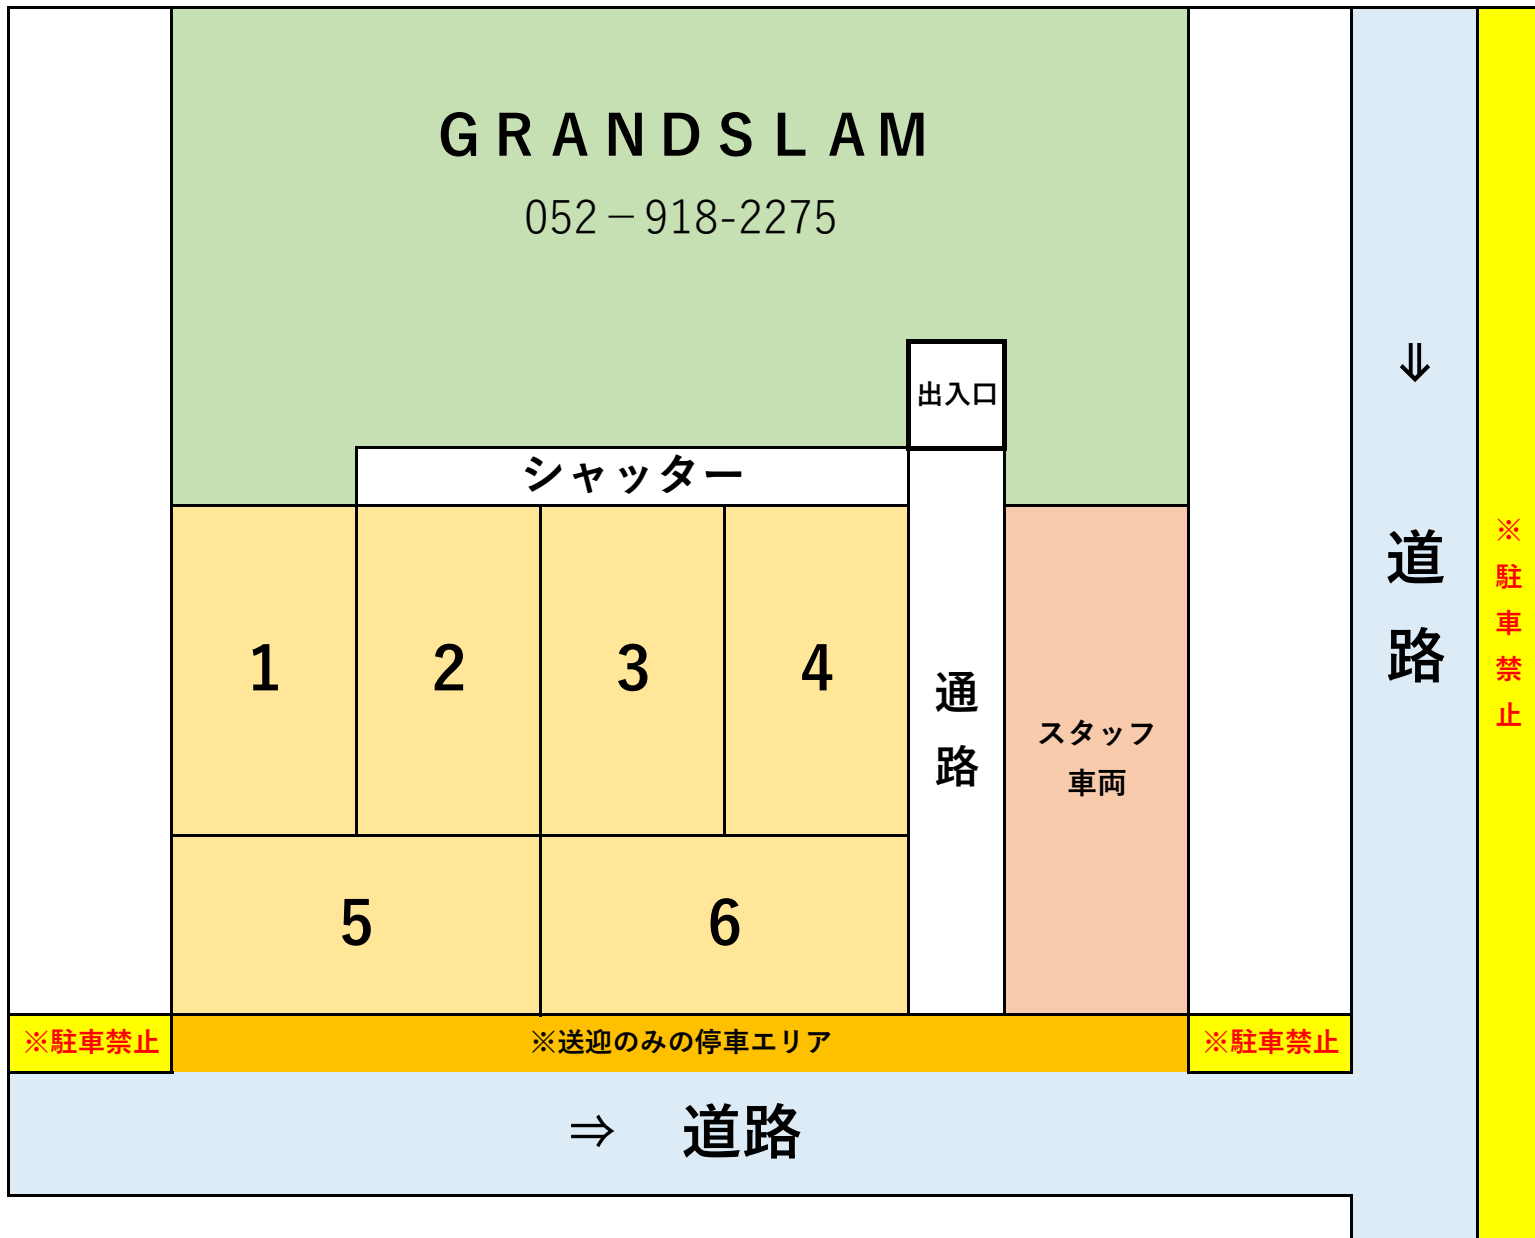 GRANDSLAM
052－918-2275
出入口
シャッター
1
2
3
4
通
路
スタッフ
車両
5
6
※駐車禁止
※送迎のみの停車エリア
※駐車禁止
⇒　道路
⇓
道
路
※
駐
車
禁
止